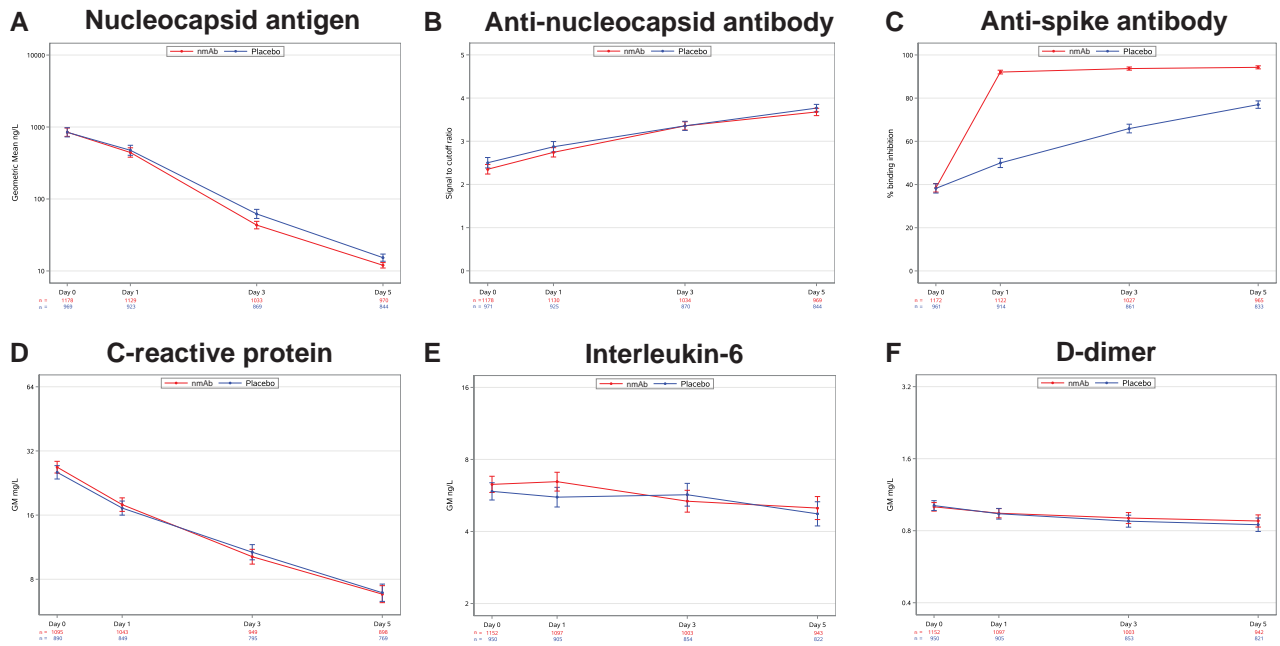 A Nucleocapsid antigen
nmAb Placebo
Geometric Mean ng/L
10000
1000
100
10
Day 0 Day 1 Day 3 Day 5
n = 1178 1129 1033 970
n = 969 923 869 844
B Anti-nucleocapsid antibody
nmAb Placebo
Signal to cutoff ratio
5
4
3
2
1
0
Day 0 Day 1 Day 3 Day 5
n = 1178 1130 1034 969
n = 971 925 870 844
C Anti-spike antibody
nmAb Placebo
% binding inhibition
100
80
60
40
20
0
Day 0 Day 1 Day 3 Day 5
n = 1172 1122 1027 965
n = 961 914 861 833
D C-reactive protein
nmAb Placebo
GM mg/L
64
32
16
8
Day 0 Day 1 Day 3 Day 5
n = 1095 1043 949 898
n = 890 849 795 769
E Interleukin-6
nmAb Placebo
GM ng/L
16
8
4
2
Day 0 Day 1 Day 3 Day 5
n = 1152 1097 1003 943
n = 950 905 854 822
F D-dimer
nmAb Placebo
GM mg/L
3.2
1.6
0.8
0.4
Day 0 Day 1 Day 3 Day 5
n = 1152 1097 1003 942
n = 950 905 853 821